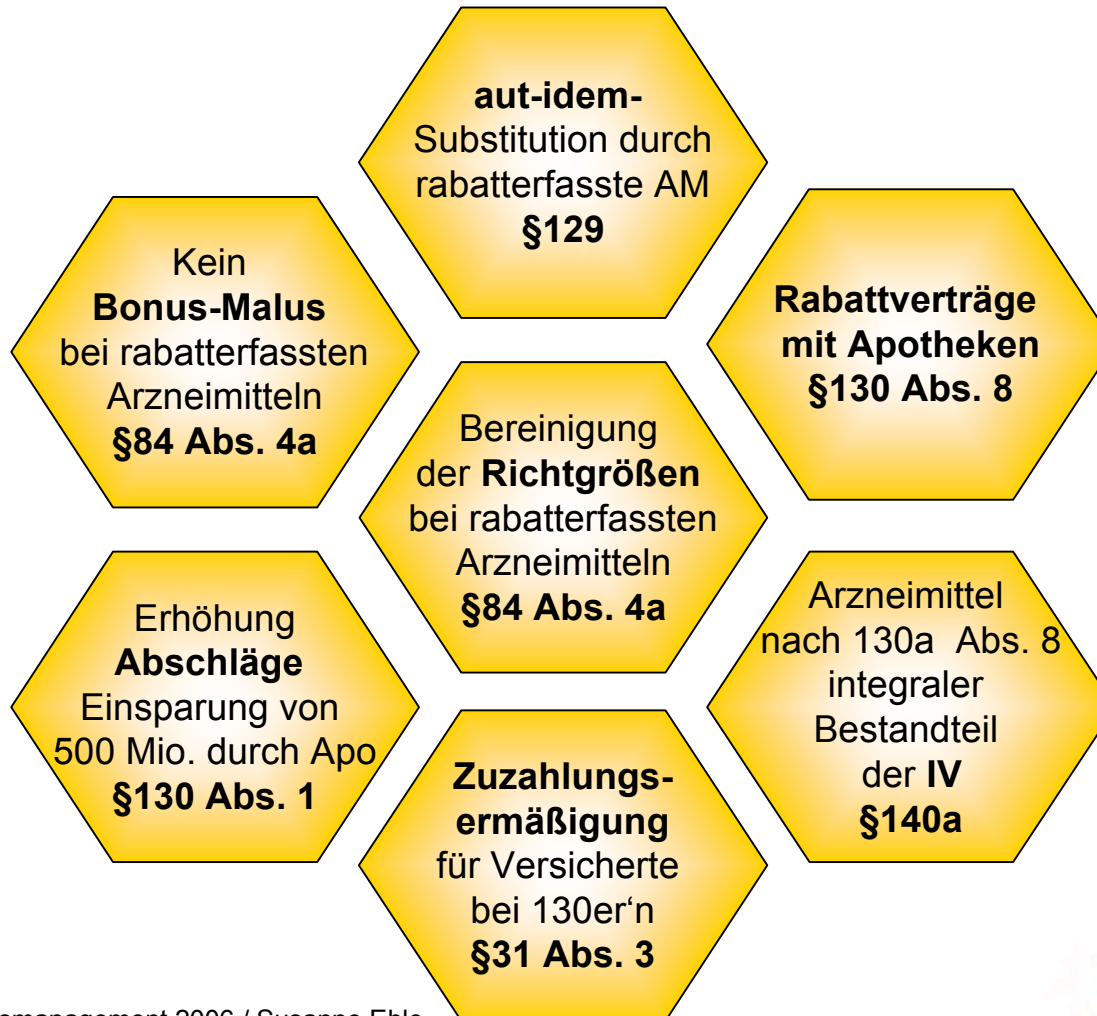 aut-idem-
Substitution durch
rabatterfasste AM
§129
Kein
Bonus-Malus
bei rabatterfassten
Arzneimitteln
§84 Abs. 4a
Rabattverträge
mit Apotheken
§130 Abs. 8
Bereinigung
der Richtgrößen
bei rabatterfassten
Arzneimitteln
§84 Abs. 4a
Erhöhung
Abschläge
Einsparung von
500 Mio. durch Apo
§130 Abs. 1
Arzneimittel
nach 130a Abs. 8
integraler
Bestandteil
der IV
§140a
Zuzahlungs-
ermäßigung
für Versicherte
bei 130er‘n
§31 Abs. 3
2006 / Susanne Eble